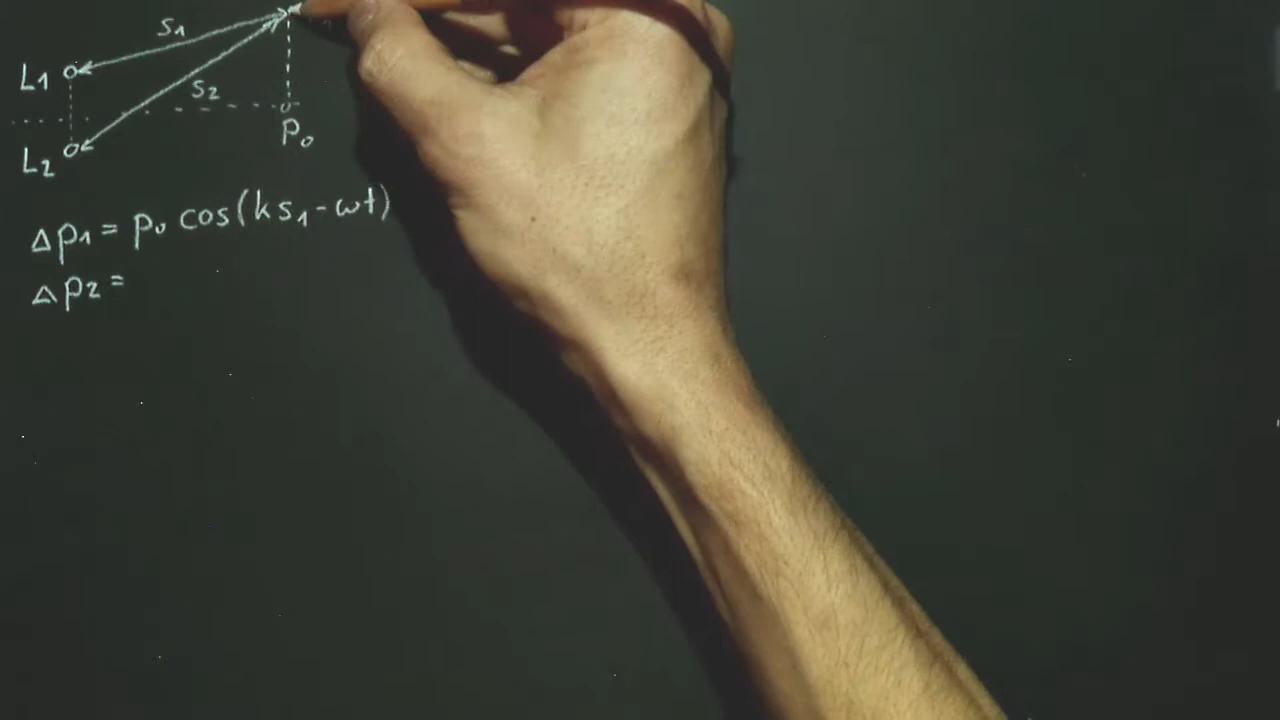 S1
L1
S2
P0
L2
Δp1 = p0 cos(ks1-ωt)
Δp2 =